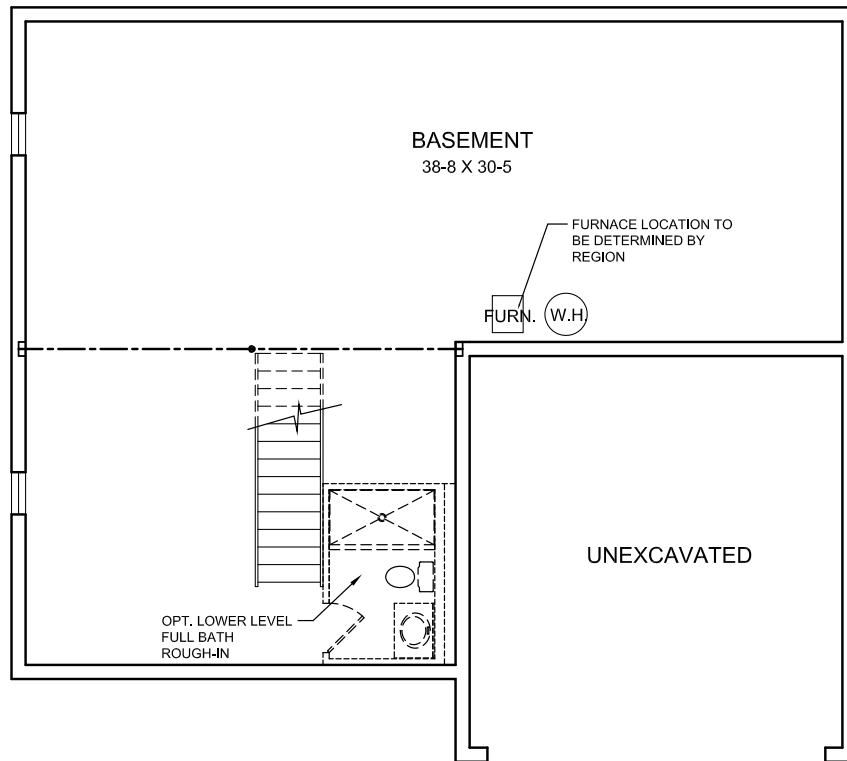 BASEMENT
38-8 X 30-5
FURNACE LOCATION TO
BE DETERMINED BY
REGION
FURN.
W.H.
UNEXCAVATED
OPT. LOWER LEVEL
FULL BATH
ROUGH-IN